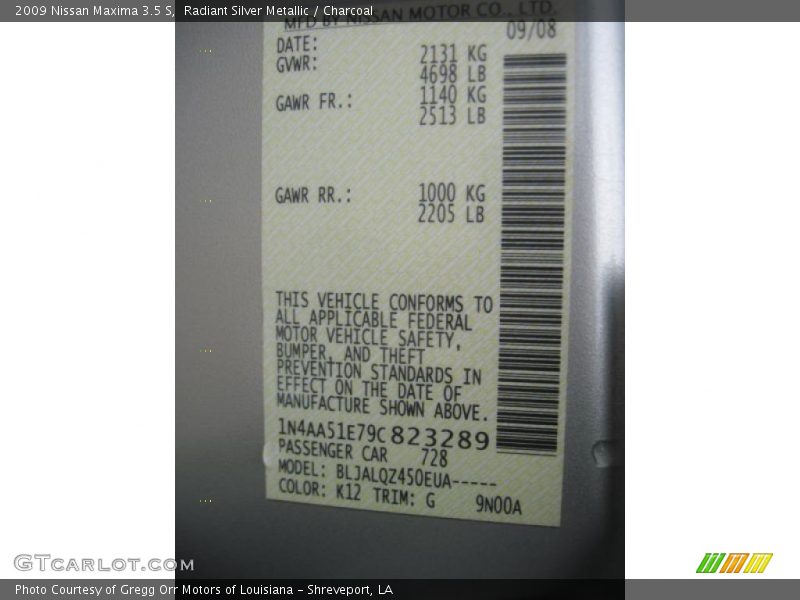 2009 Nissan Maxima 3.5 S, Radiant Silver Metallic / Charcoal
MFD BY NISSAN MOTOR CO., LTD.
DATE: 09/08
GVWR: 2131 KG
4698 LB
GAWR FR.: 1140 KG
2513 LB
GAWR RR.: 1000 KG
2205 LB
THIS VEHICLE CONFORMS TO
ALL APPLICABLE FEDERAL
MOTOR VEHICLE SAFETY,
BUMPER, AND THEFT
PREVENTION STANDARDS IN
EFFECT ON THE DATE OF
MANUFACTURE SHOWN ABOVE.
1N4AA51E79C823289
PASSENGER CAR 728
MODEL: BLJALQZ450EUA-----
COLOR: K12 TRIM: G 9N00A
GTcarlot.com
Photo Courtesy of Gregg Orr Motors of Louisiana - Shreveport, LA